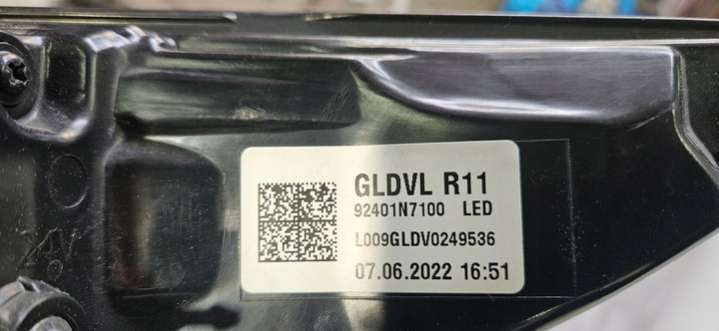 GLDVL R11
92401N7100 LED
L009GLDV0249536
07.06.2022 16:51